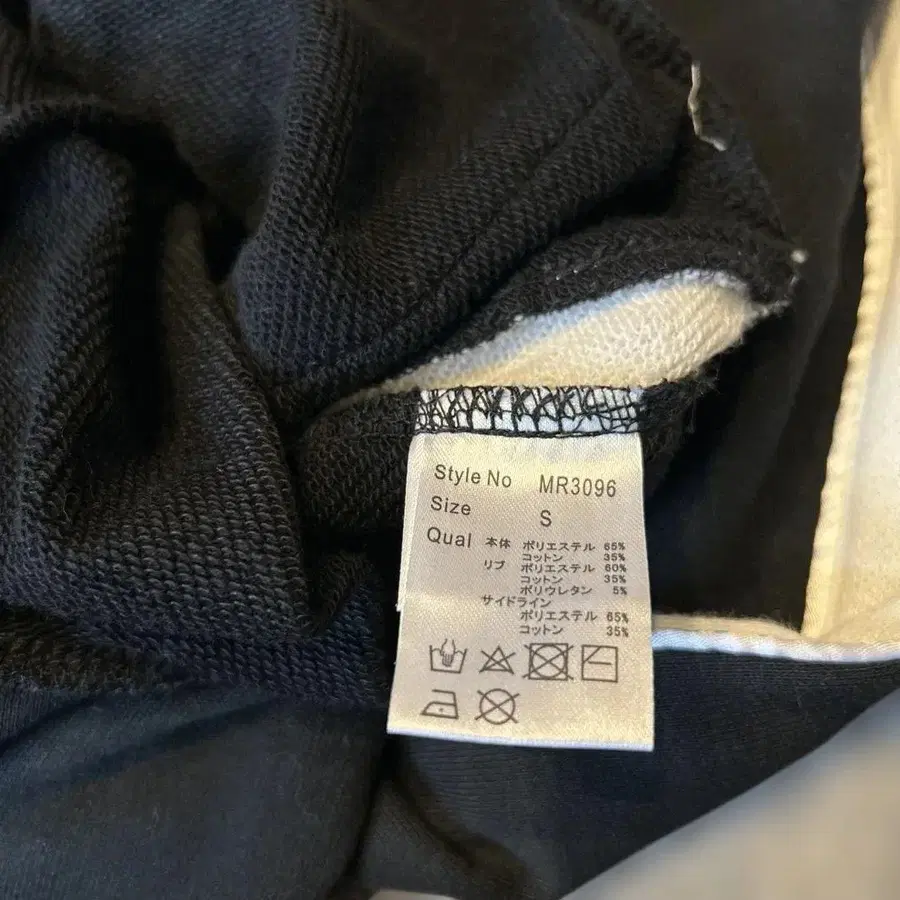 Style No MR3096
Size S
Qual 本体 ポリエステル 65%
コットン 35%
リブ ポリエステル 60%
コットン 35%
ポリウレタン 5%
サイドライン
ポリエステル 65%
コットン 35%